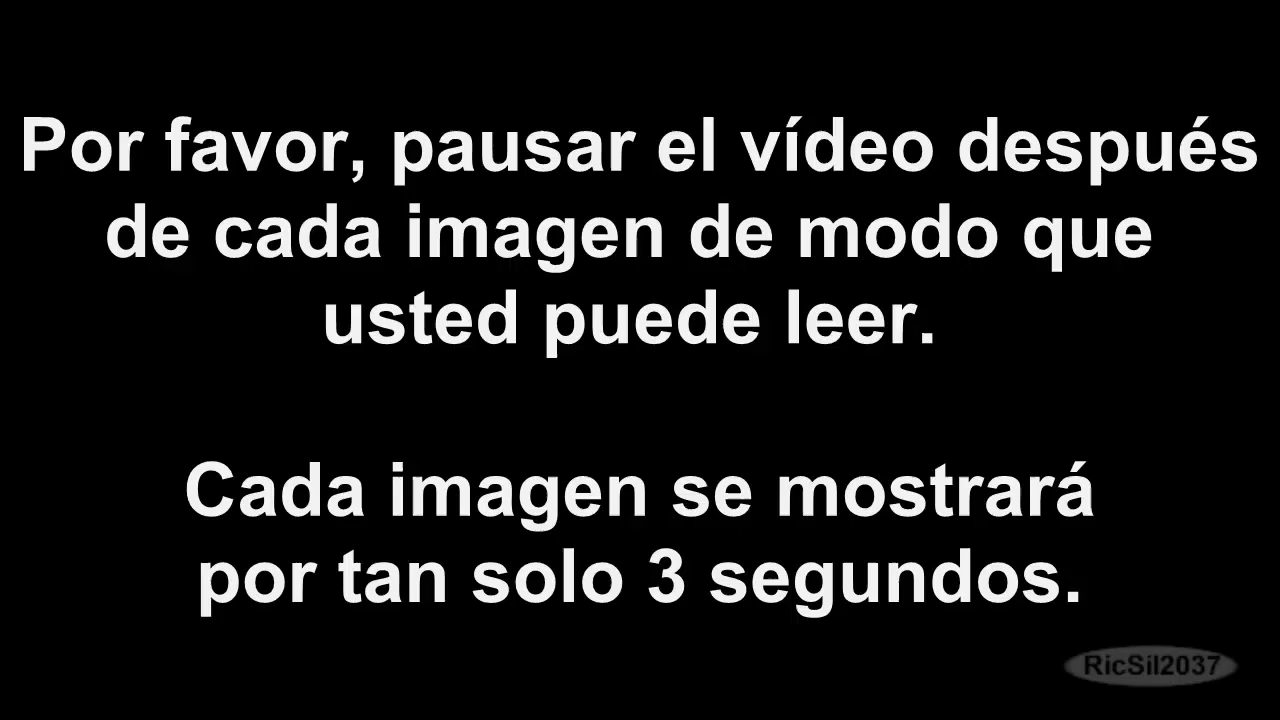 Por favor, pausar el vídeo después
de cada imagen de modo que
usted puede leer.
Cada imagen se mostrará
por tan solo 3 segundos.
RicSil2037